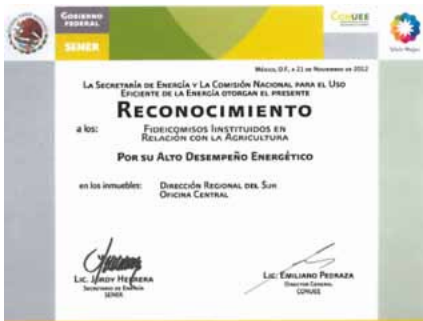 GOBIERNO
FEDERAL
SENER
CONUEE
Vivir Mejor
México, D.F., a 21 de Noviembre de 2012
La Secretaría de Energía y La Comisión Nacional para el Uso
Eficiente de la Energía otorgan el presente
RECONOCIMIENTO
a los: Fideicomisos Iinstituidos en
Relación con la Agricultura
Por su Alto Desempeño Energético
en los inmuebles: Dirección Regional del Sur
Oficina Central
Lic. Jordy Herrera
Secretario de Energía
SENER
Lic. Emiliano Pedraza
Director General
CONUEE